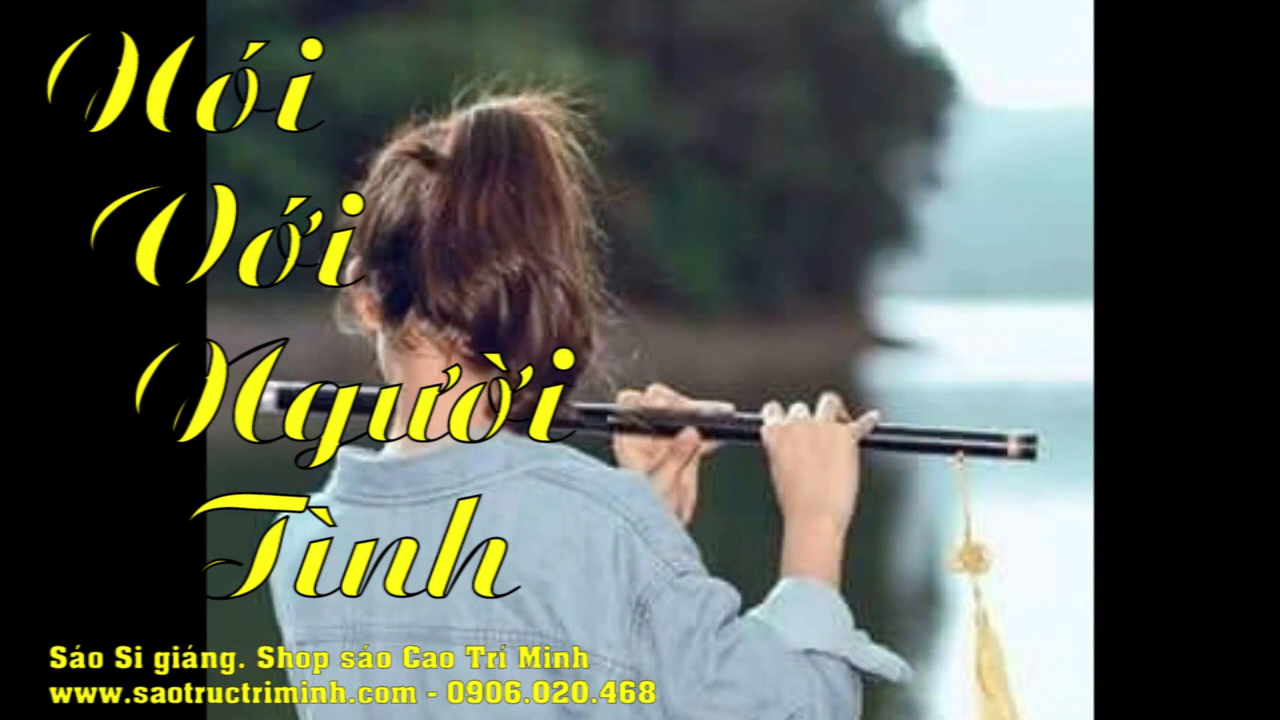 Nói
Với
Người
Tình
Sáo Si giáng. Shop sáo Cao Trí Minh
www.saotructriminh.com - 0906.020.468